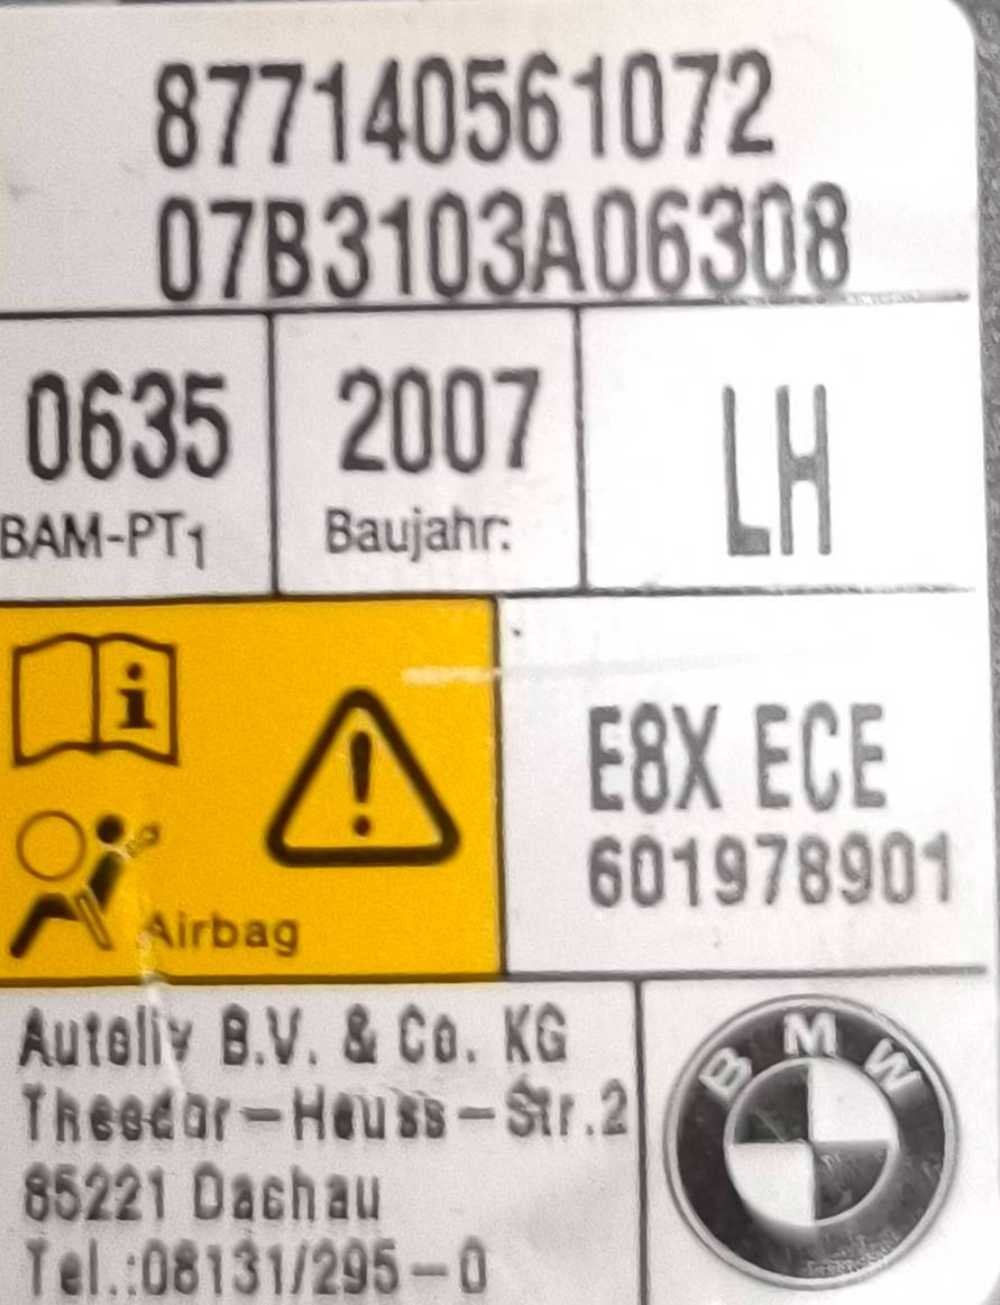 877140561072
07B3103A06308
0635
BAM-PT1
2007
Baujahr:
LH
i
Airbag
E8X ECE
601978901
Autoliv B.V. & Co. KG
Theodor-Heuss-Str.2
85221 Dachau
Tel.:08131/295-0
BMW